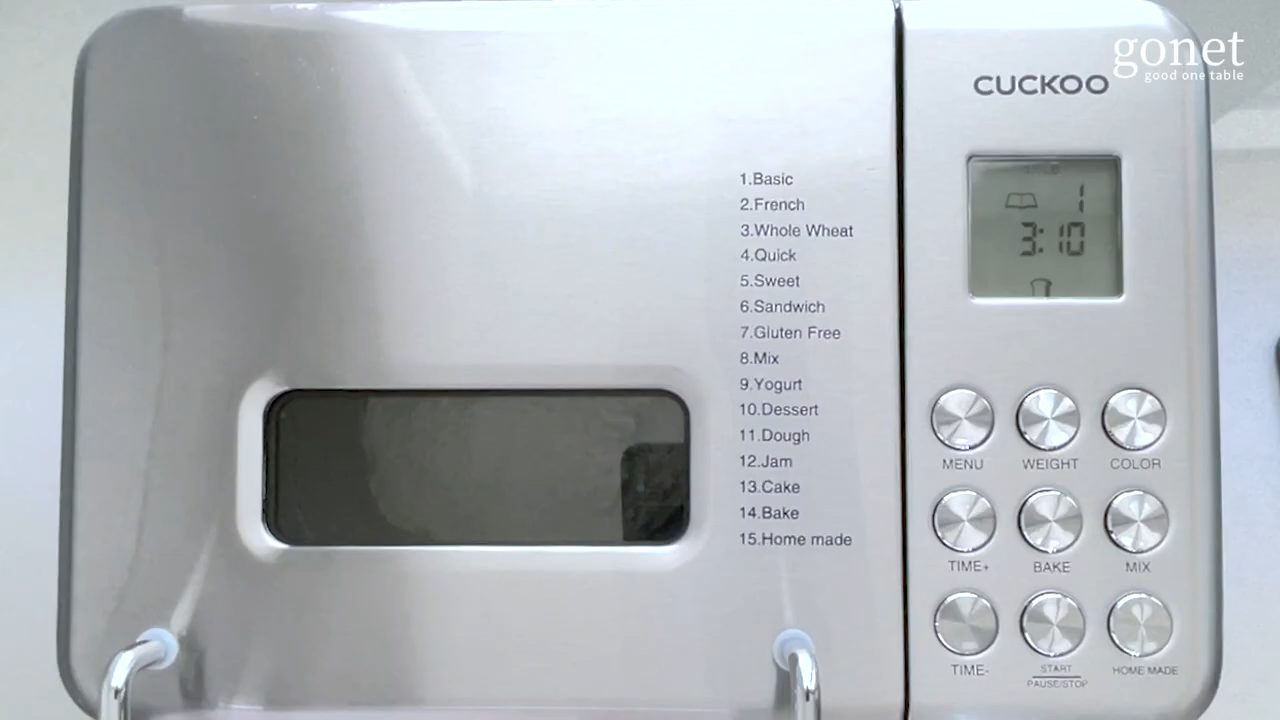 gonet
good one table
CUCKOO
1
3:10
1.Basic
2.French
3.Whole Wheat
4.Quick
5.Sweet
6.Sandwich
7.Gluten Free
8.Mix
9.Yogurt
10.Dessert
11.Dough
12.Jam
13.Cake
14.Bake
15.Home made
MENU WEIGHT COLOR
TIME+ BAKE MIX
TIME- START HOME MADE
PAUSE/STOP